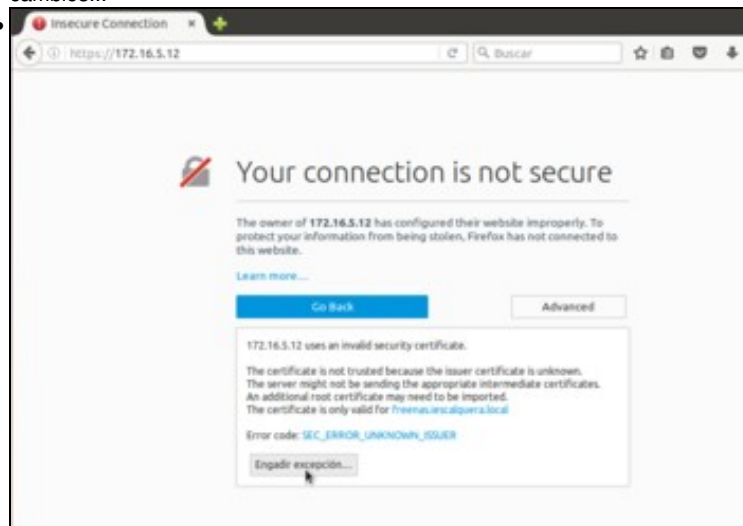 Insecure Connection
https://172.16.5.12
Buscar
Your connection is not secure
The owner of 172.16.5.12 has configured their website improperly. To
protect your information from being stolen, Firefox has not connected to
this website.
Learn more...
Go Back
Advanced
172.16.5.12 uses an invalid security certificate.
The certificate is not trusted because the issuer certificate is unknown.
The server might not be sending the appropriate intermediate certificates.
An additional root certificate may need to be imported.
The certificate is only valid for freenas.iescalquera.local
Error code: SEC_ERROR_UNKNOWN_ISSUER
Engadir excepción...